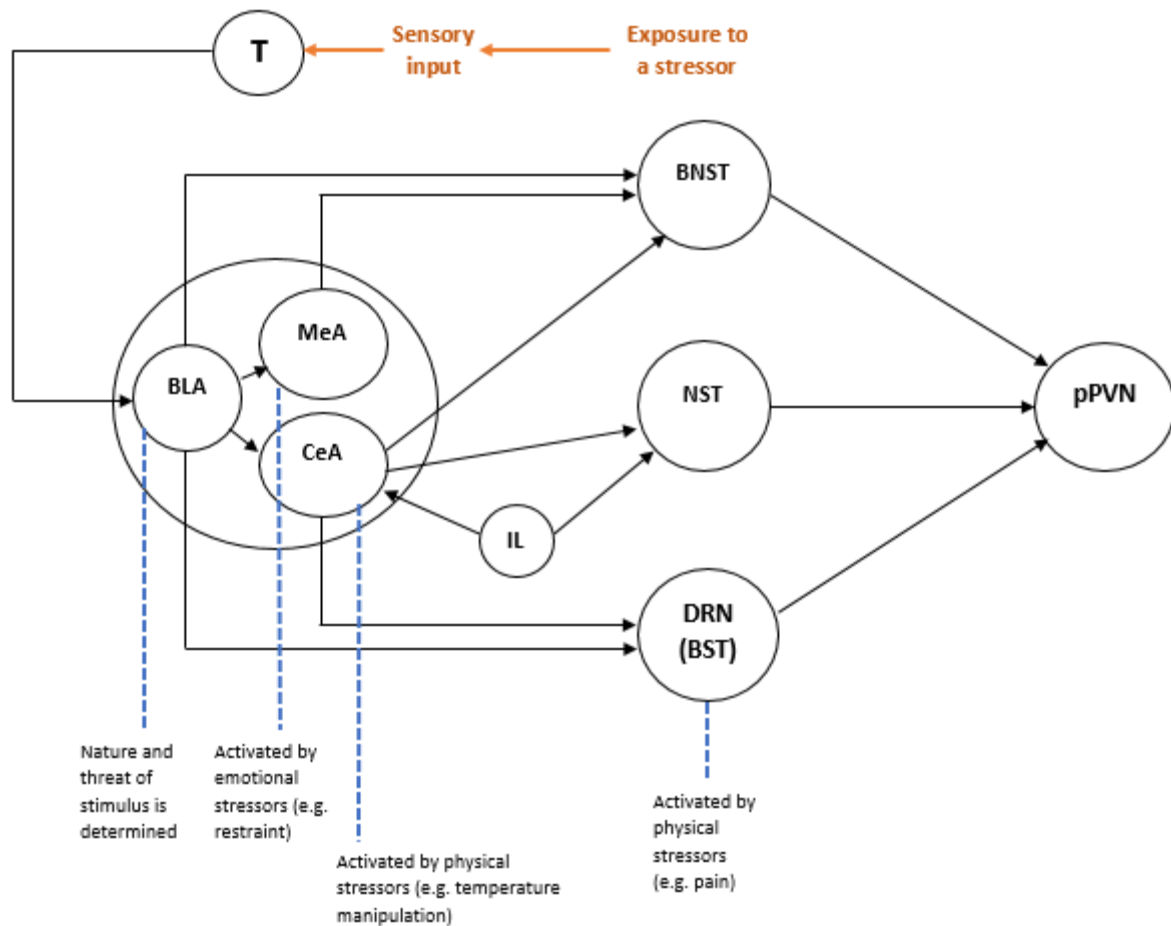 T
Sensory
input
Exposure to
a stressor
BNST
MeA
BLA
CeA
NST
pPVN
IL
DRN
(BST)
Nature and
threat of
stimulus is
determined
Activated by
emotional
stressors (e.g.
restraint)
Activated by physical
stressors (e.g. temperature
manipulation)
Activated by
physical
stressors
(e.g. pain)